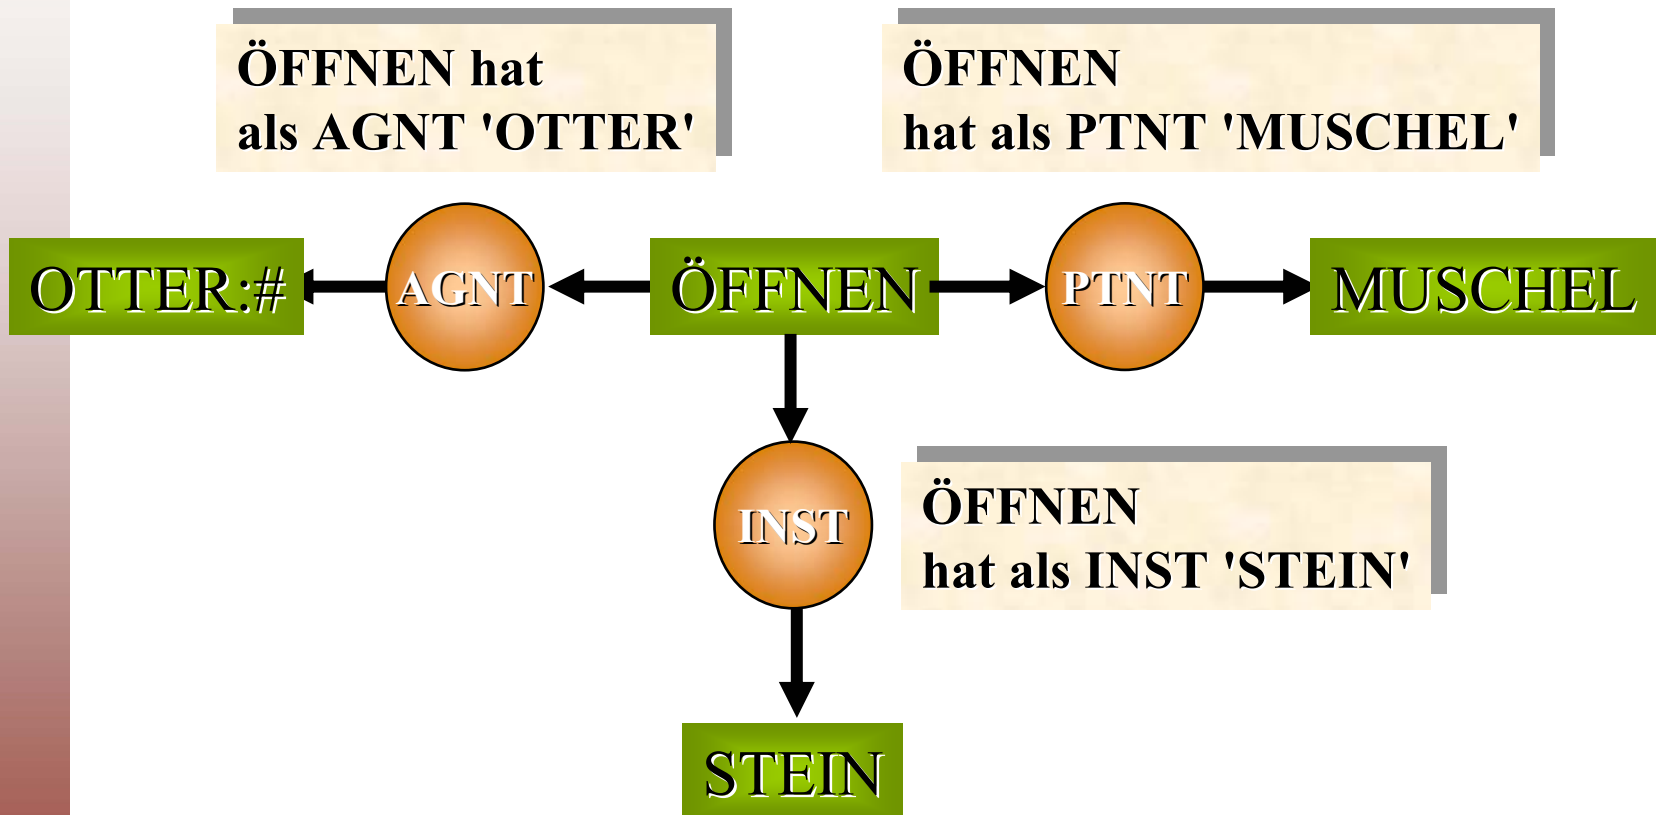 ÖFFNEN hat
als AGNT 'OTTER'
ÖFFNEN
hat als PTNT 'MUSCHEL'
OTTER:#
AGNT
ÖFFNEN
PTNT
MUSCHEL
INST
ÖFFNEN
hat als INST 'STEIN'
STEIN